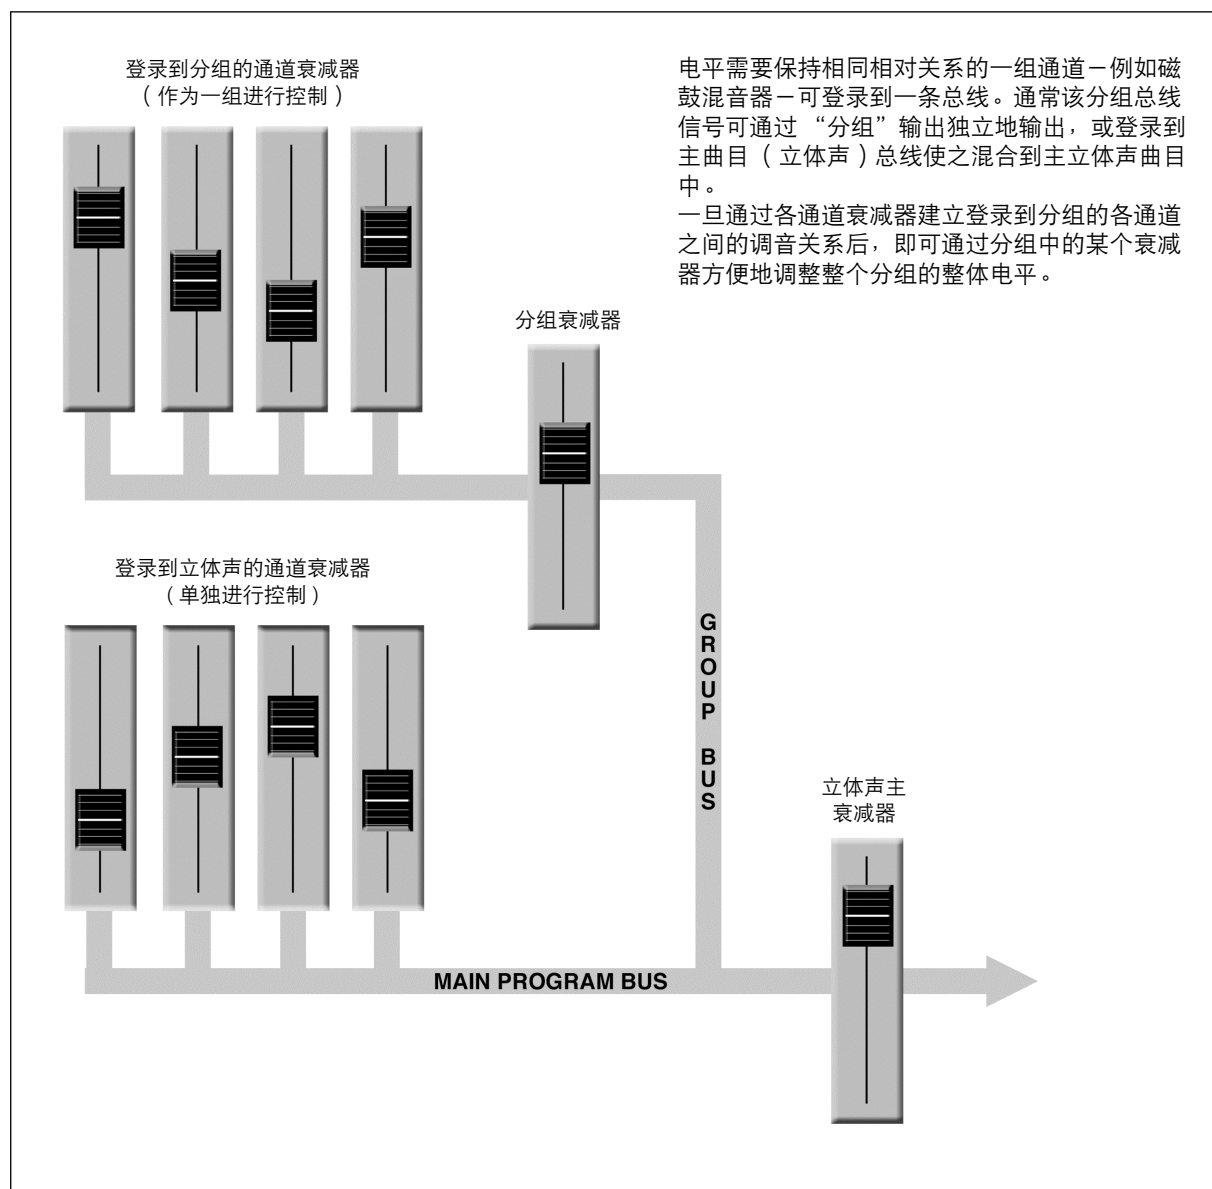 登录到分组的通道衰减器
（作为一组进行控制）
电平需要保持相同相对关系的一组通道－例如磁
鼓混音器－可登录到一条总线。通常该分组总线
信号可通过“分组”输出独立地输出，或登录到
主曲目（立体声）总线使之混合到主立体声曲目
中。
一旦通过各通道衰减器建立登录到分组的各通道
之间的调音关系后，即可通过分组中的某个衰减
器方便地调整整个分组的整体电平。
分组衰减器
登录到立体声的通道衰减器
（单独进行控制）
GROUP BUS
立体声主
衰减器
MAIN PROGRAM BUS